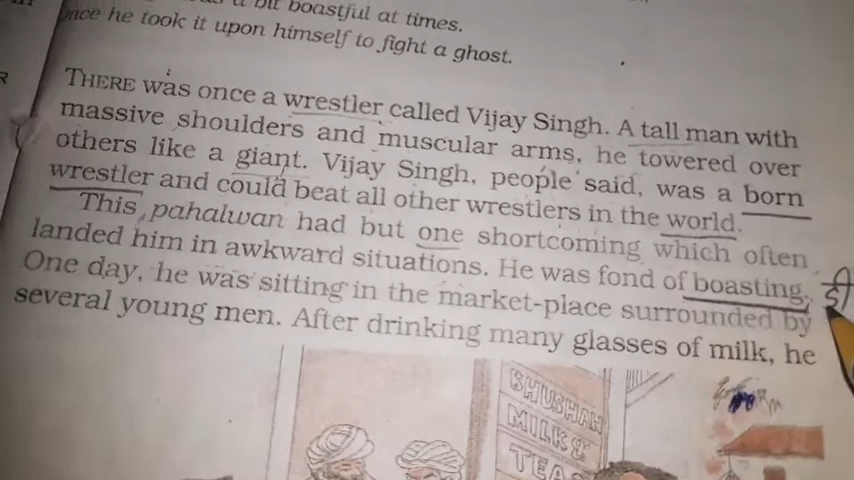 a bit boastful at times.
Once he took it upon himself to fight a ghost.
THERE was once a wrestler called Vijay Singh. A tall man with
massive shoulders and muscular arms, he towered over
others like a giant. Vijay Singh, people said, was a born
wrestler and could beat all other wrestlers in the world.
This pahalwan had but one shortcoming which often
landed him in awkward situations. He was fond of boasting.
One day, he was sitting in the market-place surrounded by
several young men. After drinking many glasses of milk, he
BHUSHAN
MILK &
TEA